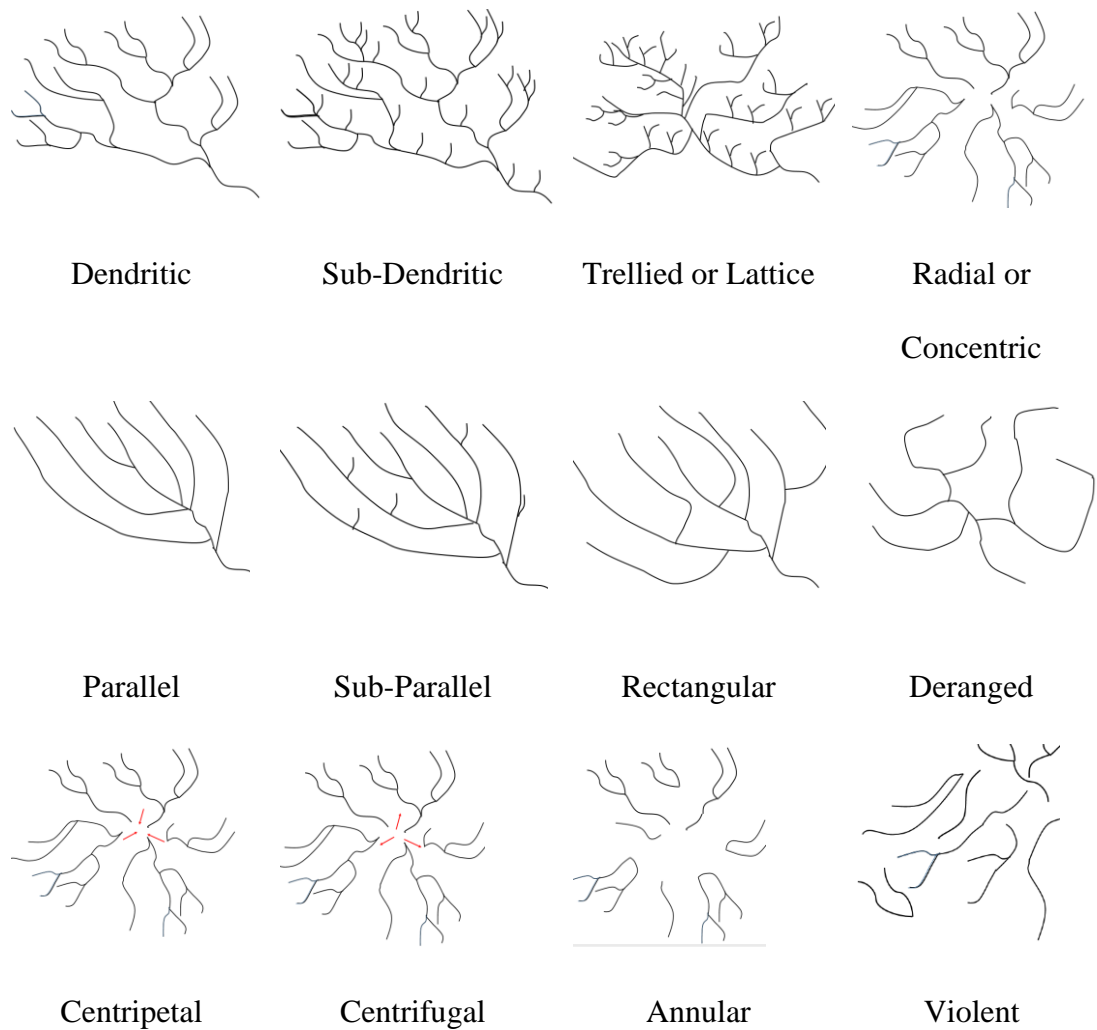 Dendritic
Sub-Dendritic
Trellied or Lattice
Radial or
Concentric
Parallel
Sub-Parallel
Rectangular
Deranged
Centripetal
Centrifugal
Annular
Violent